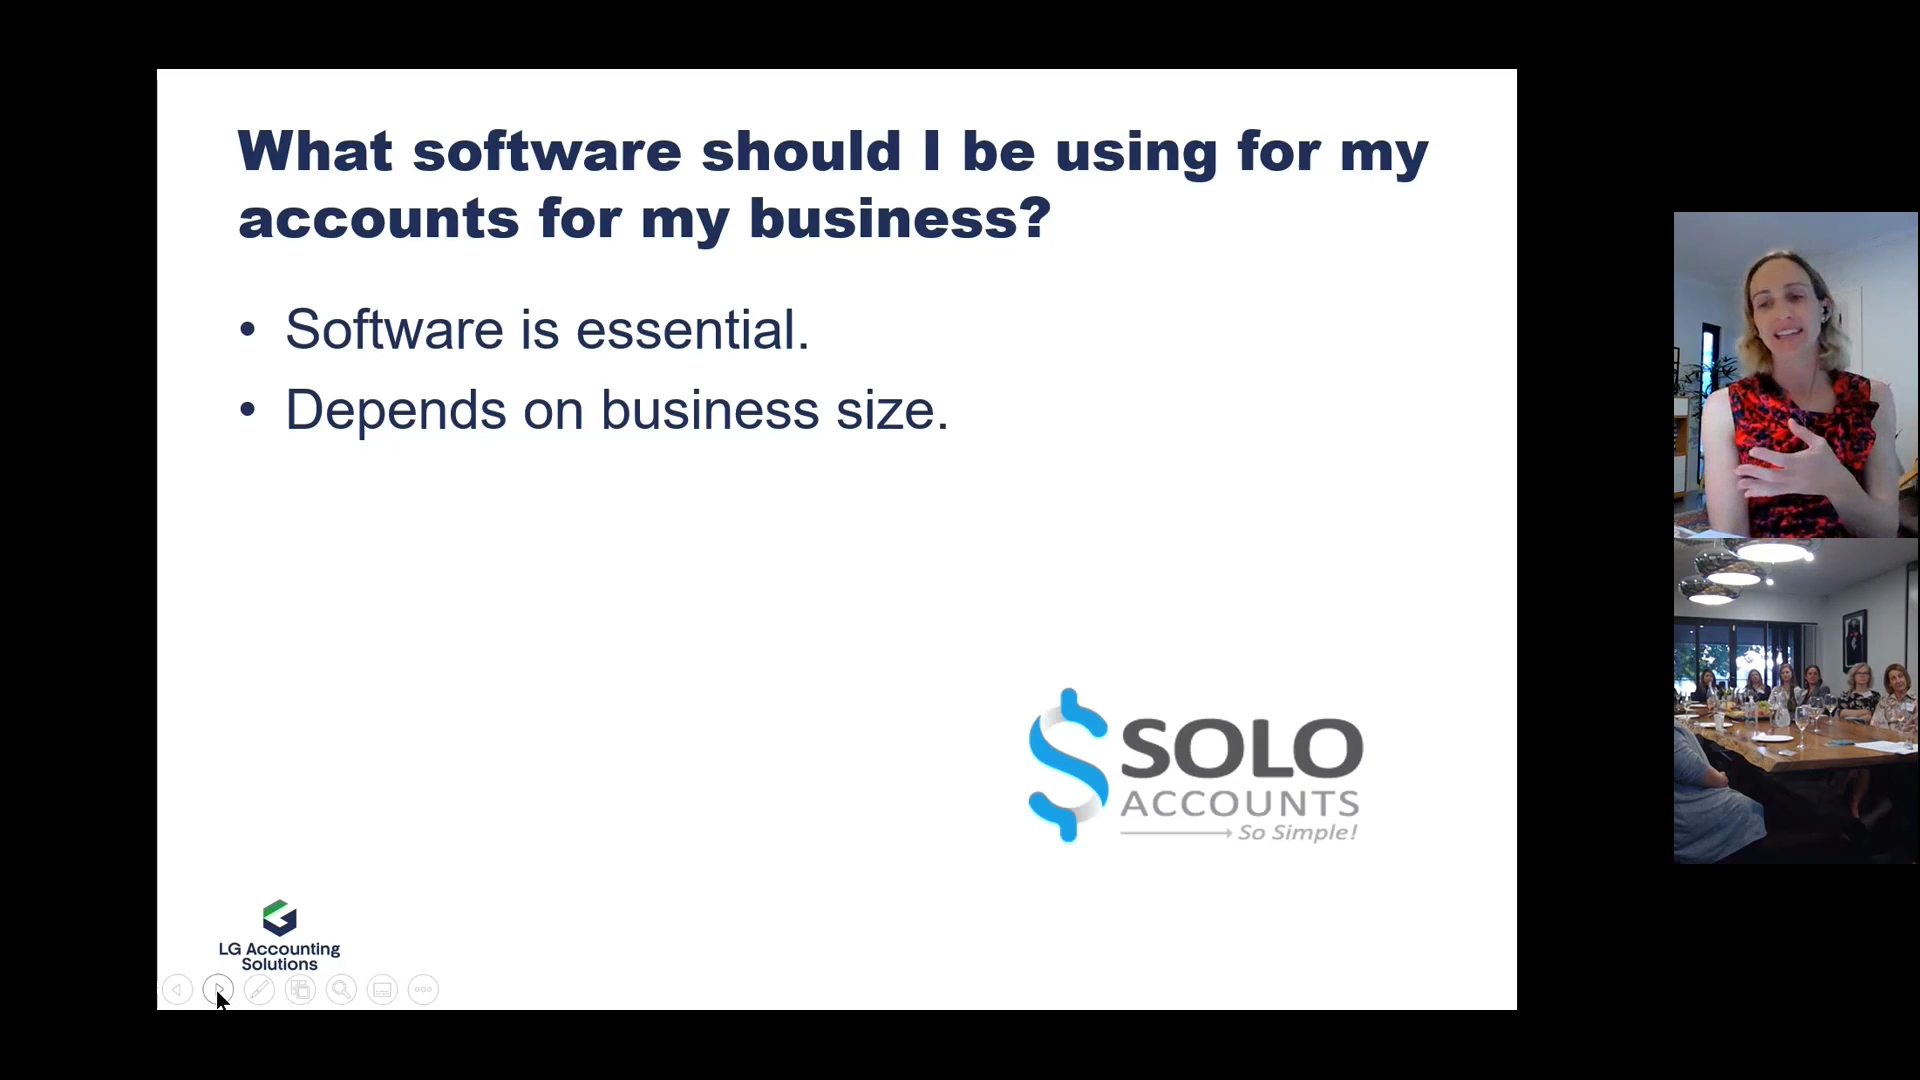 What software should I be using for my
accounts for my business?
• Software is essential.
• Depends on business size.
SOLO
ACCOUNTS
So Simple!
LG Accounting
Solutions